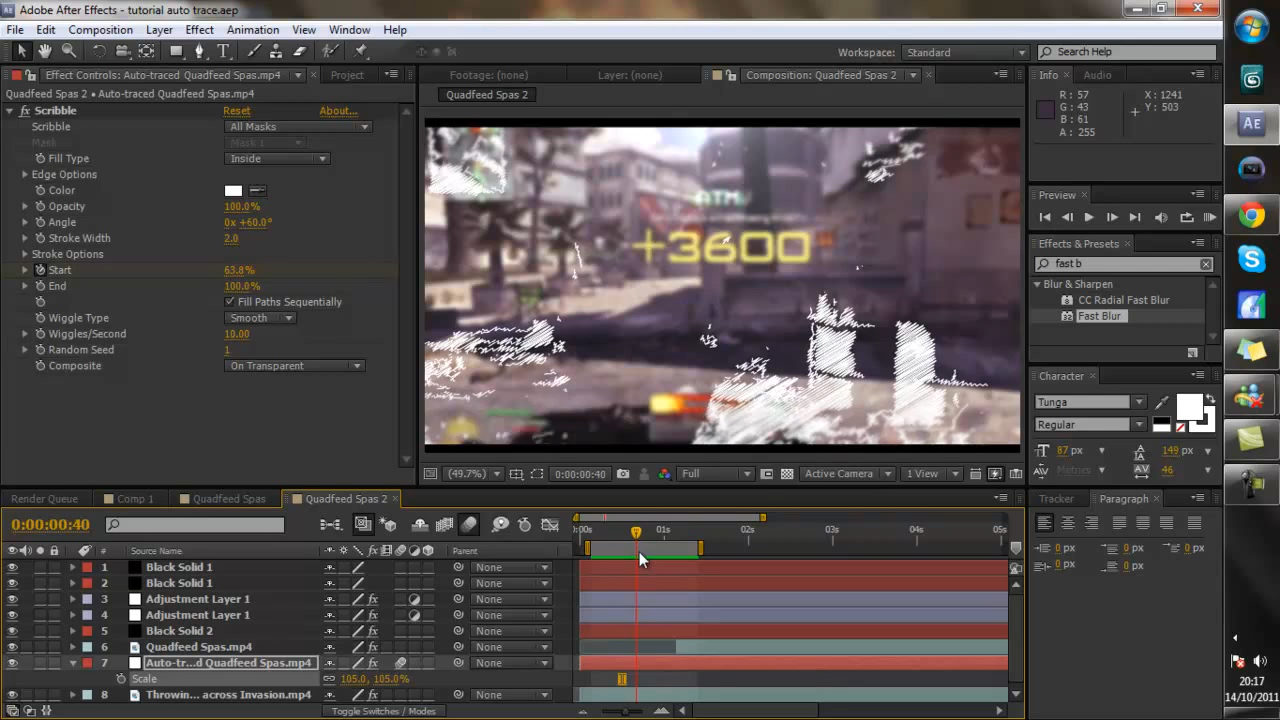 Adobe After Effects - tutorial auto trace.aep
File Edit Composition Layer Effect Animation View Window Help
Workspace: Standard Search Help
Effect Controls: Auto-traced Quadfeed Spas.mp4 Project
Footage: (none) Layer: (none) Composition: Quadfeed Spas 2
Info Audio
Quadfeed Spas 2 • Auto-traced Quadfeed Spas.mp4
Quadfeed Spas 2
R: 57 X: 1241
G: 43 Y: 503
B: 61
A: 255
fx Scribble Reset About...
Scribble All Masks
Mask Mask 1
Fill Type Inside
Edge Options
Color
Opacity 100.0%
Angle 0x +60.0°
Stroke Width 2.0
Stroke Options
Start 63.8%
End 100.0%
Fill Paths Sequentially
Wiggle Type Smooth
Wiggles/Second 10.00
Random Seed 1
Composite On Transparent
+3600
Preview
Effects & Presets
fast b
Blur & Sharpen
CC Radial Fast Blur
Fast Blur
Character
Tunga
Regular
87 px 149 px
Metrics 46
(49.7%) 0:00:00:40 Full Active Camera 1 View
Render Queue Comp 1 Quadfeed Spas Quadfeed Spas 2
Tracker Paragraph
0:00:00:40
:00s 01s 02s 03s 04s 05s
# Source Name fx Parent
1 Black Solid 1 None
2 Black Solid 1 None
3 Adjustment Layer 1 fx None
4 Adjustment Layer 1 fx None
5 Black Solid 2 None
6 Quadfeed Spas.mp4 fx None
7 Auto-tr...d Quadfeed Spas.mp4 fx None
Scale 105.0, 105.0%
8 Throwin... across Invasion.mp4 fx None
Toggle Switches / Modes
0 px 0 px
0 px 0 px
0 px
20:17
14/10/2011